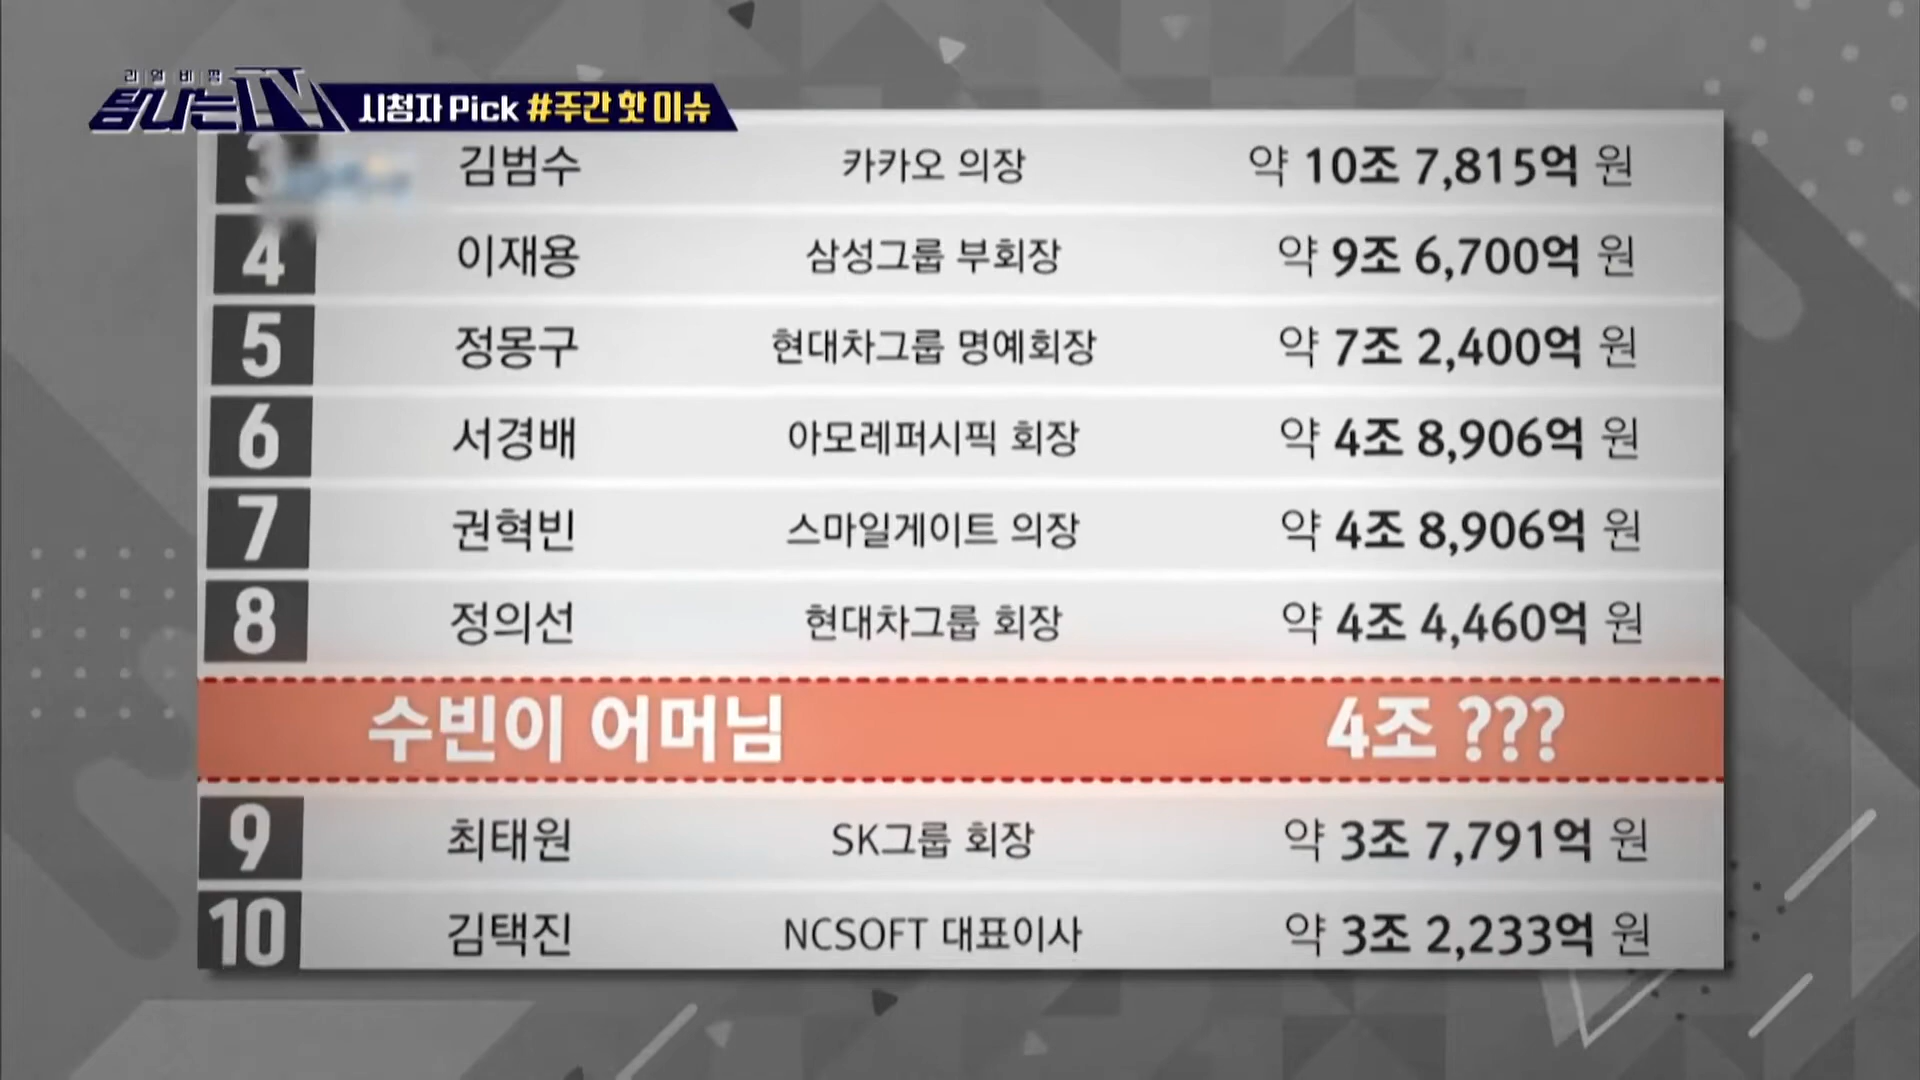 리얼비평
탐나는TV
시청자 Pick #주간 핫 이슈
3 김범수 카카오 의장 약 10조 7,815억 원
4 이재용 삼성그룹 부회장 약 9조 6,700억 원
5 정몽구 현대차그룹 명예회장 약 7조 2,400억 원
6 서경배 아모레퍼시픽 회장 약 4조 8,906억 원
7 권혁빈 스마일게이트 의장 약 4조 8,906억 원
8 정의선 현대차그룹 회장 약 4조 4,460억 원
수빈이 어머님 4조 ???
9 최태원 SK그룹 회장 약 3조 7,791억 원
10 김택진 NCSOFT 대표이사 약 3조 2,233억 원